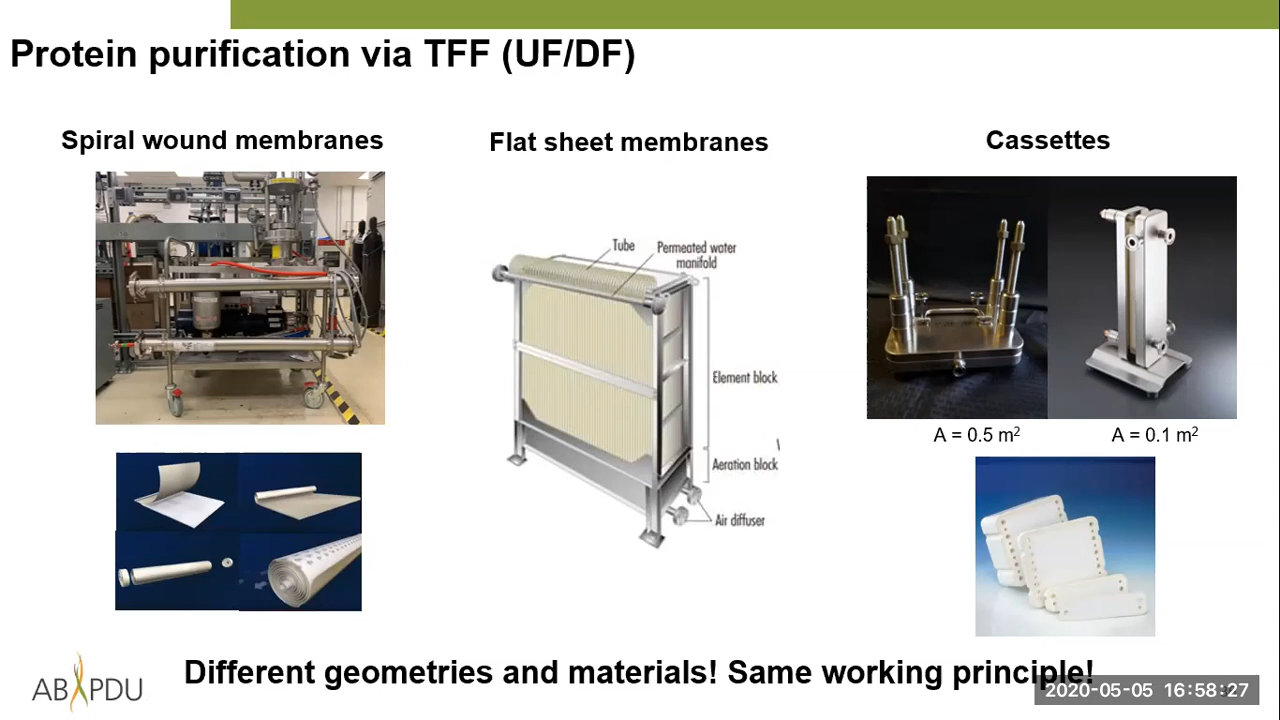 Protein purification via TFF (UF/DF)
Spiral wound membranes
Flat sheet membranes
Cassettes
Tube
Permeated water
manifold
Element block
Aeration block
Air diffuser
A = 0.5 m²
A = 0.1 m²
Different geometries and materials! Same working principle!
ABPDU
2020-05-05 16:58:27